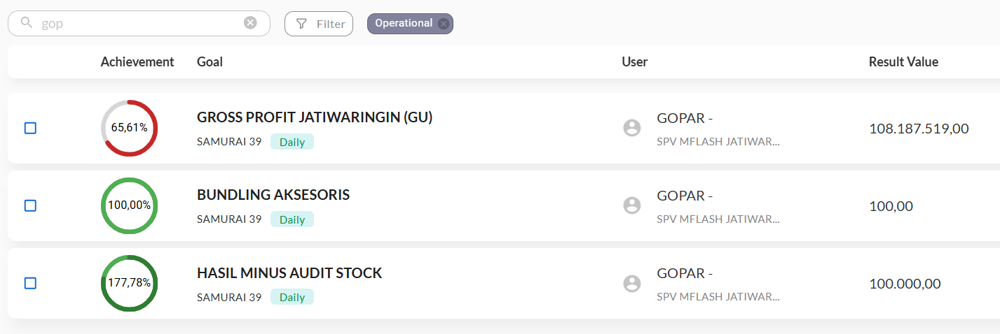 gop
Filter
Operational
Achievement Goal User Result Value
65,61%
GROSS PROFIT JATIWARINGIN (GU)
SAMURAI 39 Daily
GOPAR -
SPV MFLASH JATIWAR...
108.187.519,00
100,00%
BUNDLING AKSESORIS
SAMURAI 39 Daily
GOPAR -
SPV MFLASH JATIWAR...
100,00
177,78%
HASIL MINUS AUDIT STOCK
SAMURAI 39 Daily
GOPAR -
SPV MFLASH JATIWAR...
100.000,00